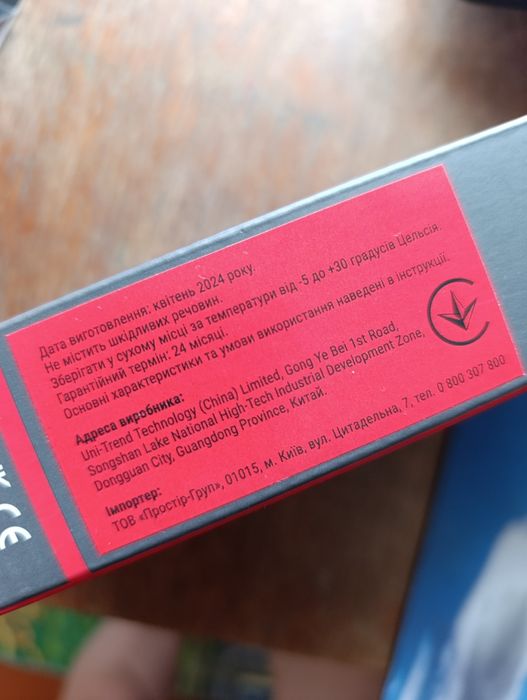 Дата виготовлення: квітень 2024 року.
Не містить шкідливих речовин.
Зберігати у сухому місці за температури від -5 до +30 градусів Цельсія.
Гарантійний термін: 24 місяці.
Основні характеристики та умови використання наведені в інструкції.
Адреса виробника:
Uni-Trend Technology (China) Limited, Gong Ye Bei 1st Road,
Songshan Lake National High-Tech Industrial Development Zone,
Dongguan City, Guangdong Province, Китай.
Імпортер:
ТОВ «Простір-Груп», 01015, м. Київ, вул. Цитадельна, 7, тел. 0 800 307 800
CE